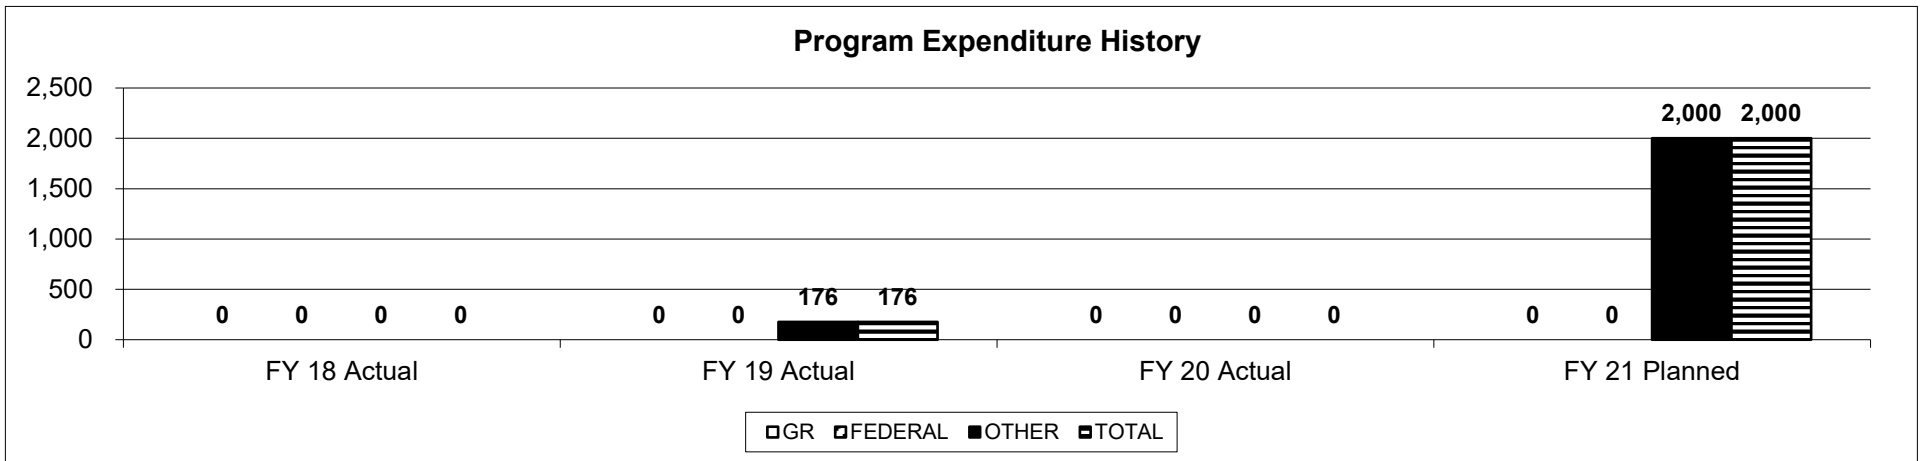 Program Expenditure History
2,500
2,000 2,000
2,000
1,500
1,000
500
176 176
0 0 0 0 0 0 0 0 0 0 0 0
0
FY 18 Actual FY 19 Actual FY 20 Actual FY 21 Planned
GR FEDERAL OTHER TOTAL